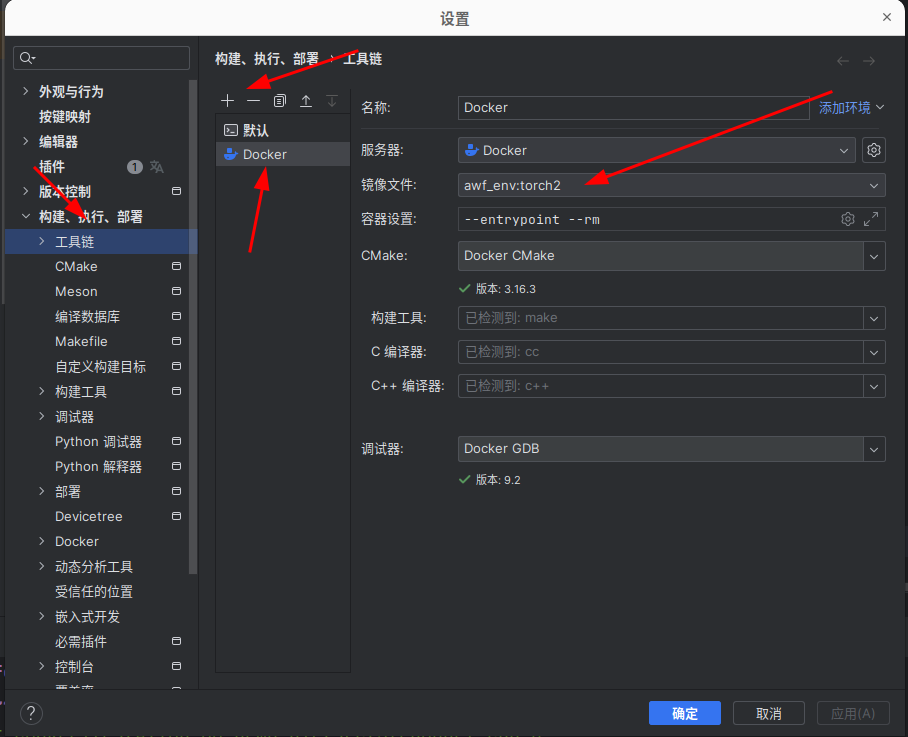 设置
构建、执行、部署 › 工具链
外观与行为
按键映射
编辑器
插件 1
版本控制
构建、执行、部署
工具链
CMake
Meson
编译数据库
Makefile
自定义构建目标
构建工具
调试器
Python 调试器
Python 解释器
部署
Devicetree
Docker
动态分析工具
受信任的位置
嵌入式开发
必需插件
控制台
默认
Docker
名称: Docker 添加环境
服务器: Docker
镜像文件: awf_env:torch2
容器设置: --entrypoint --rm
CMake: Docker CMake
版本: 3.16.3
构建工具: 已检测到: make
C 编译器: 已检测到: cc
C++ 编译器: 已检测到: c++
调试器: Docker GDB
版本: 9.2
? 确定 取消 应用(A)